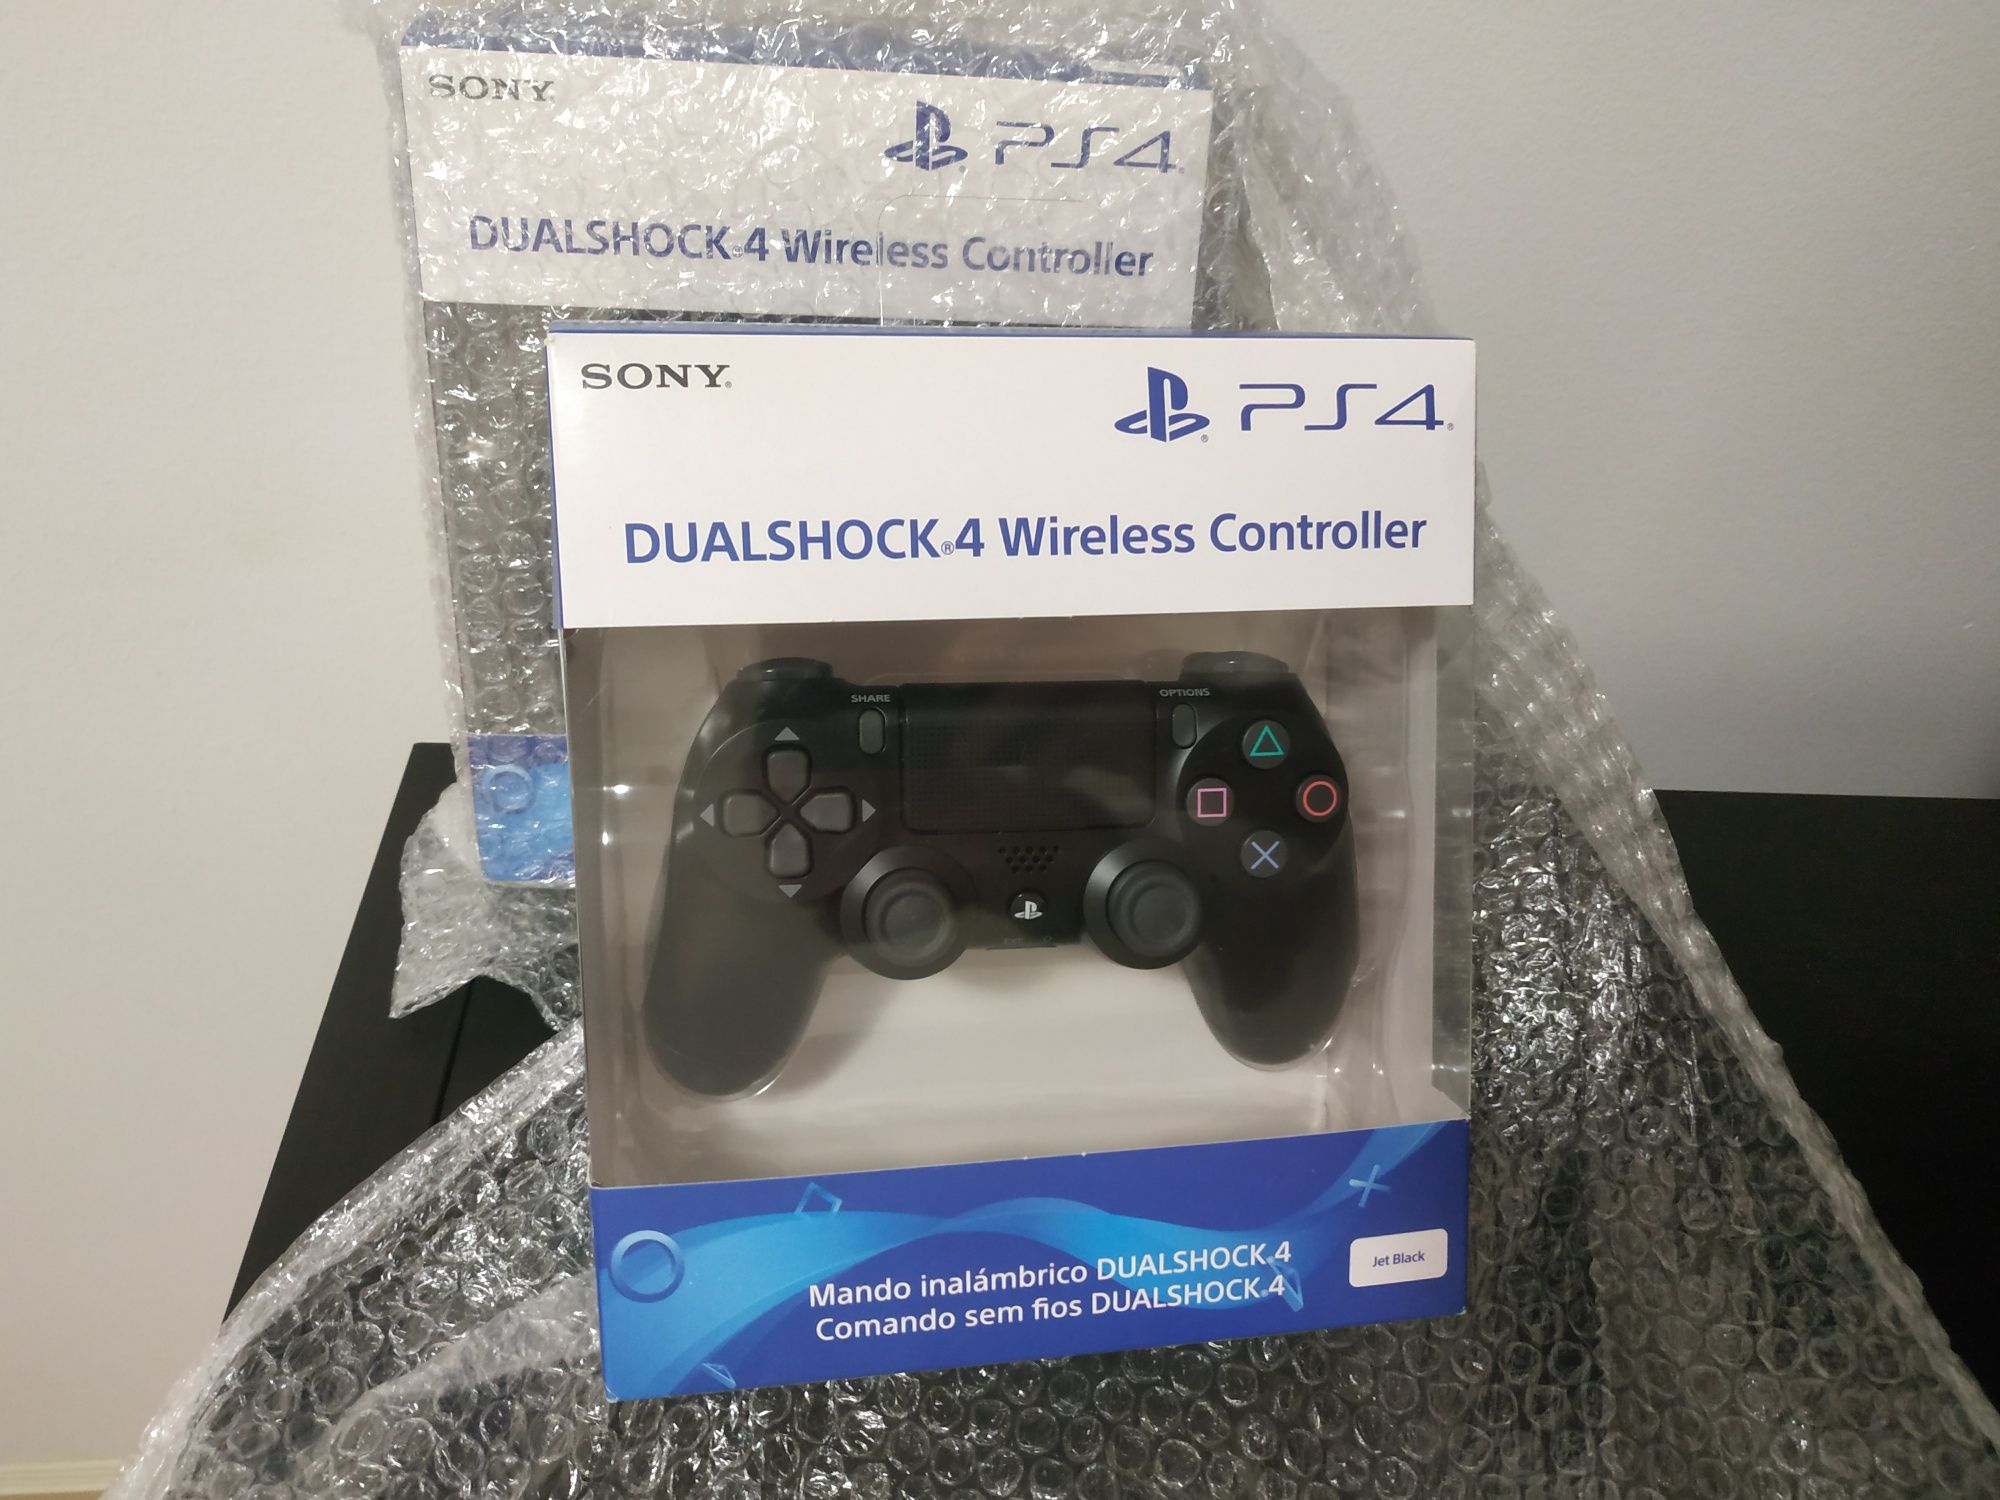 SONY
PS4
DUALSHOCK®4 Wireless Controller
SONY®
PS4®
DUALSHOCK®4 Wireless Controller
SHARE
OPTIONS
Mando inalámbrico DUALSHOCK®4
Comando sem fios DUALSHOCK®4
Jet Black